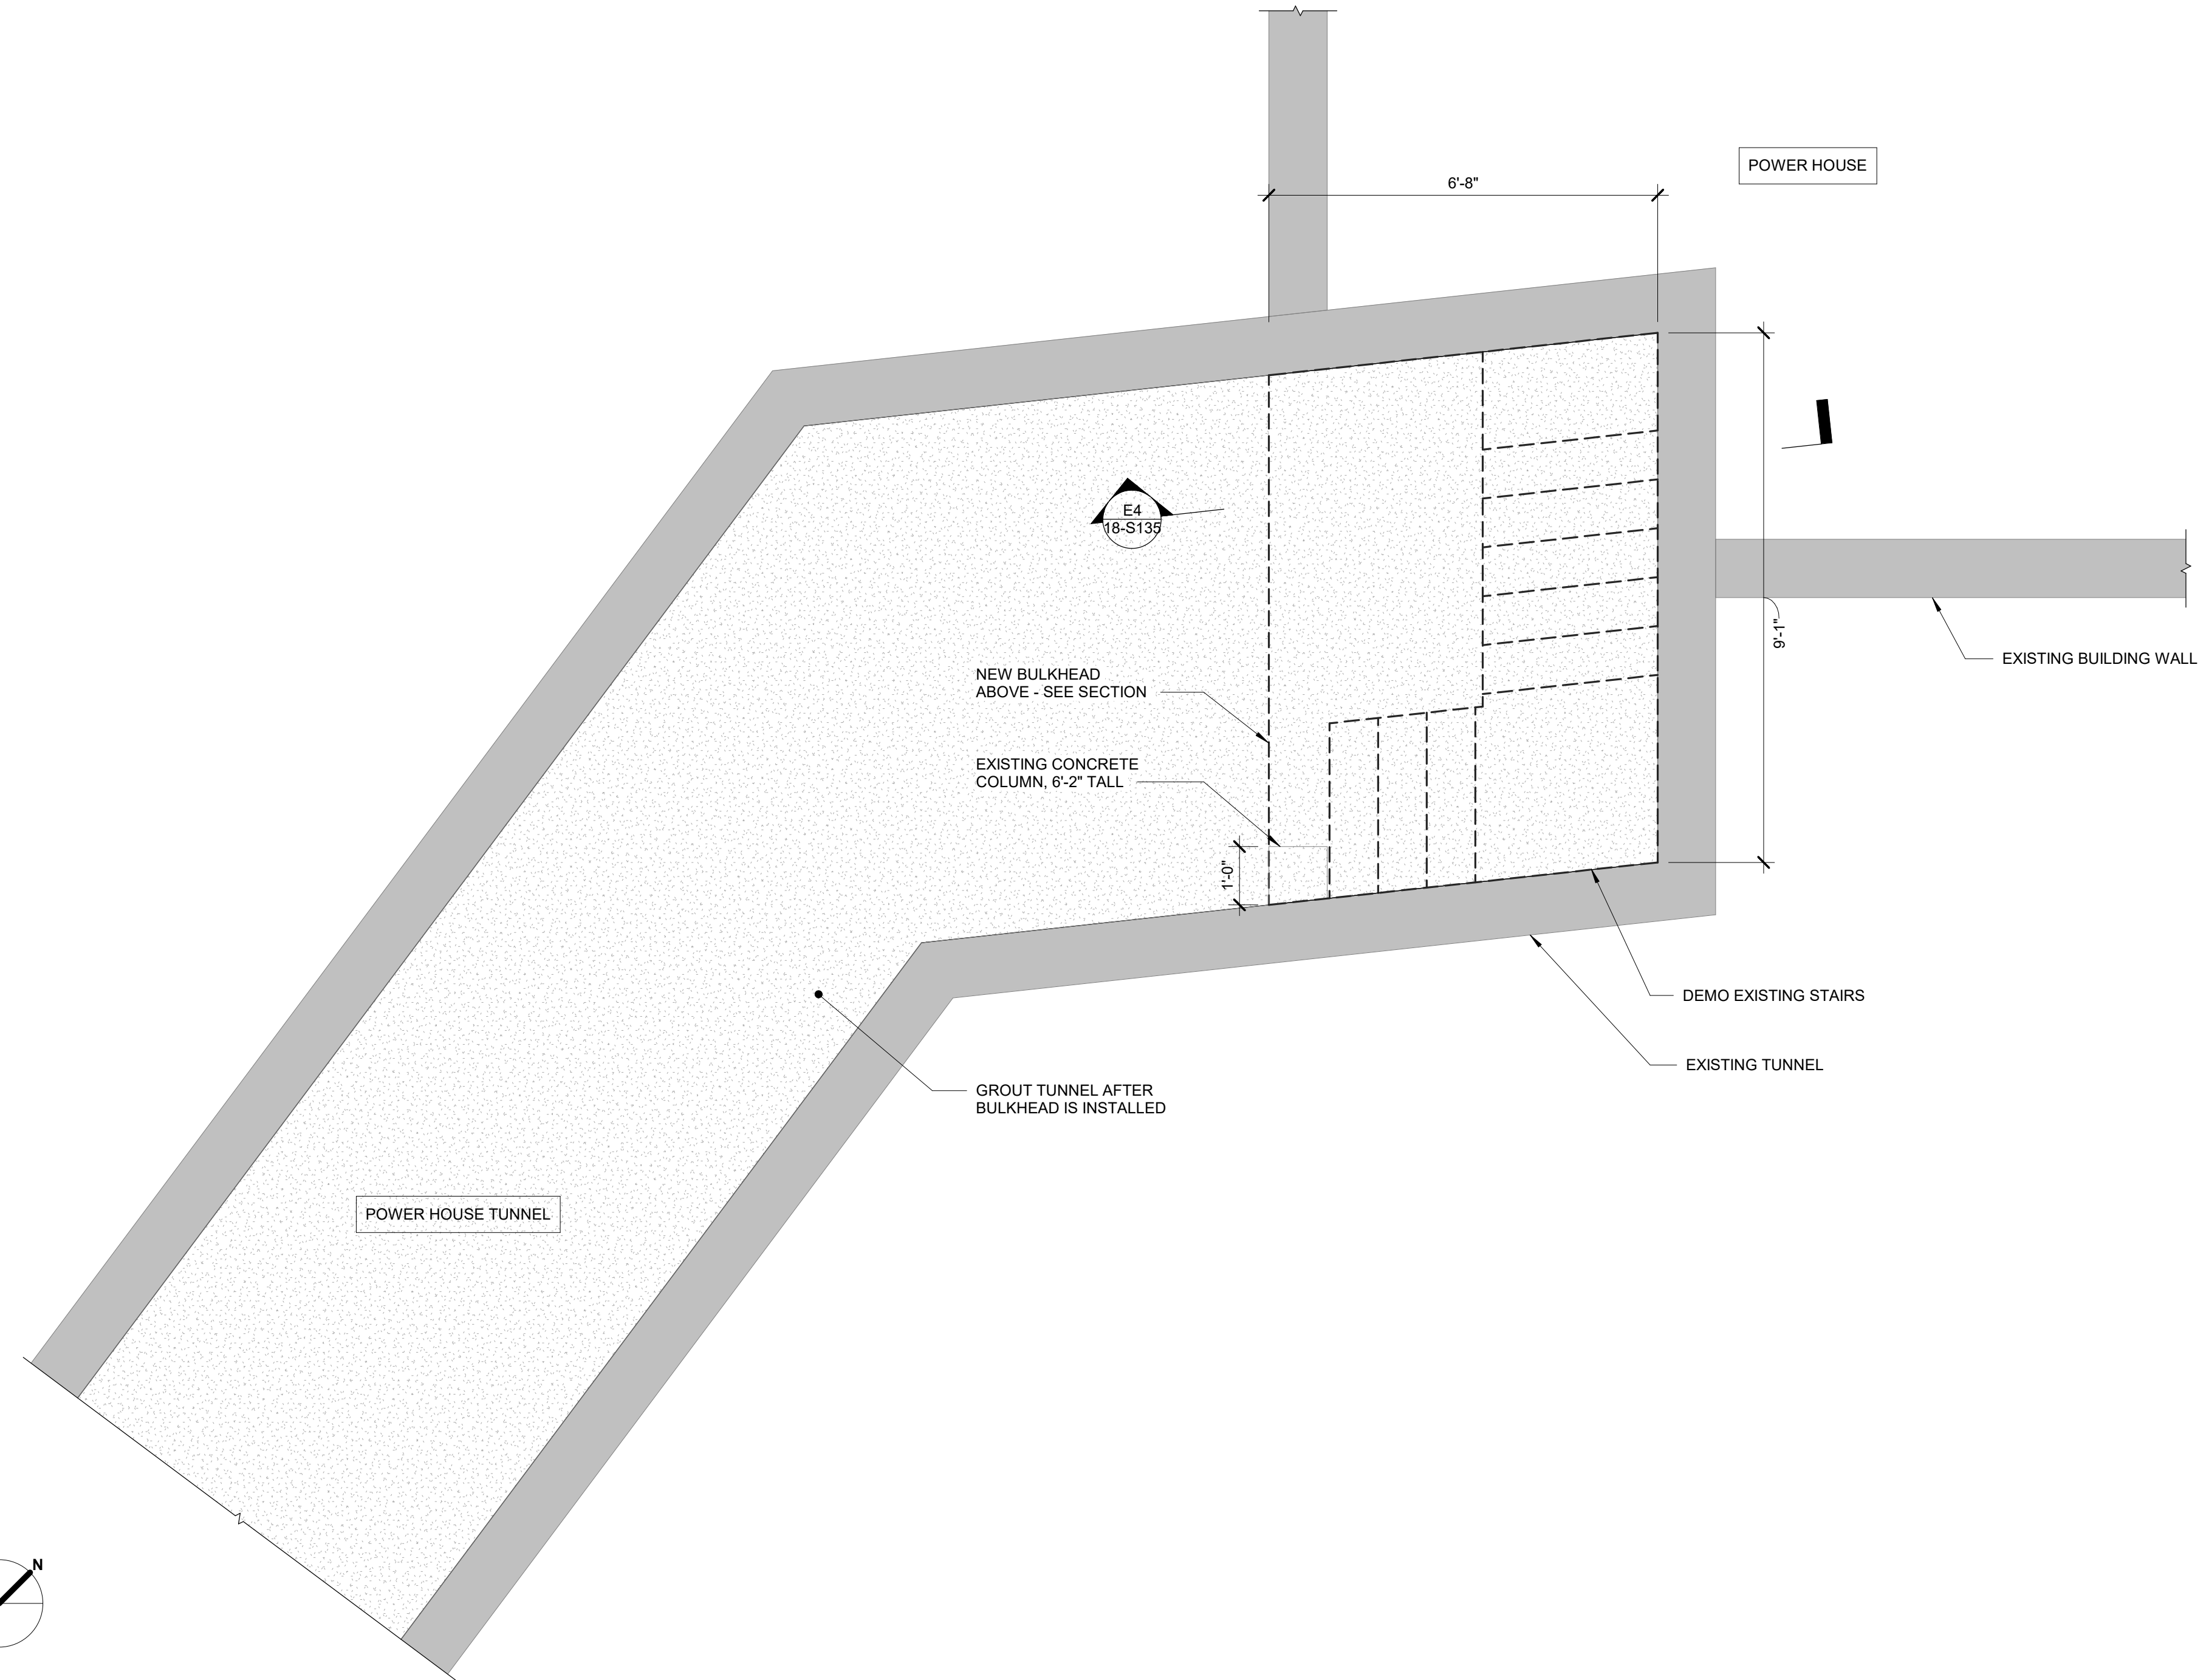 6'-8"
POWER HOUSE
E4
18-S135
9'-1"
EXISTING BUILDING WALL
NEW BULKHEAD
ABOVE - SEE SECTION
EXISTING CONCRETE
COLUMN, 6'-2" TALL
1'-0"
DEMO EXISTING STAIRS
EXISTING TUNNEL
GROUT TUNNEL AFTER
BULKHEAD IS INSTALLED
POWER HOUSE TUNNEL
N